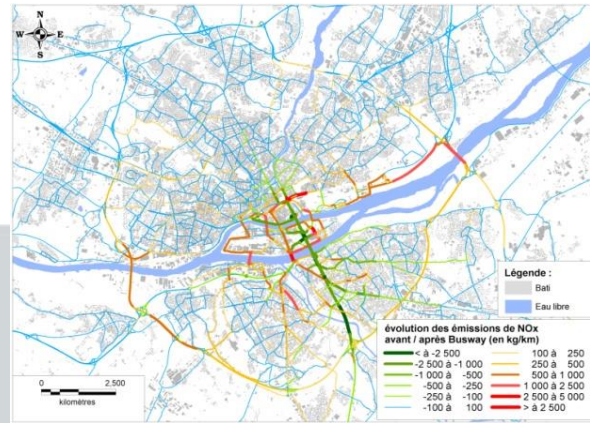 N
W E
S
Légende :
Bati
Eau libre
évolution des émissions de NOx
avant / après Busway (en kg/km)
< à -2 500
-2 500 à -1 000
-1 000 à -500
-500 à -250
-250 à -100
-100 à 100
100 à 250
250 à 500
500 à 1 000
1 000 à 2 500
2 500 à 5 000
> à 2 500
0 2.500
kilomètres